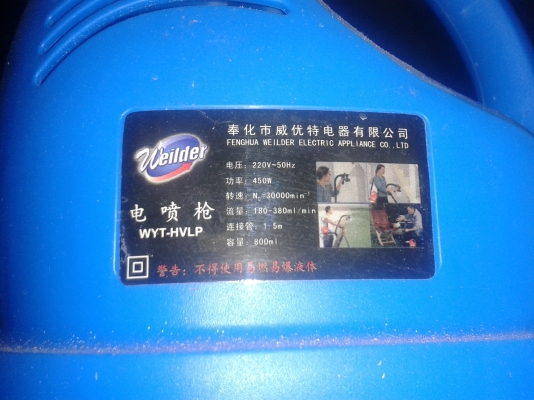 奉化市威优特电器有限公司
FENGHUA WEILDER ELECTRIC APPLIANCE CO.,LTD
Weilder
电压：220V~50Hz
功率：450W
转速：N₀ 30000min⁻¹
流量：180-380ml/min
连接管：1.5m
容量：800ml
电喷枪
WYT-HVLP
警告：不得使用易燃易爆液体